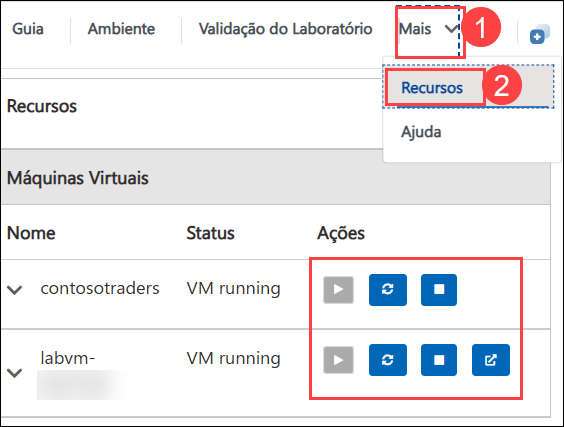 Guia Ambiente Validação do Laboratório Mais 1
Recursos 2
Ajuda
Recursos
Máquinas Virtuais
Nome Status Ações
contosotraders VM running
labvm- VM running